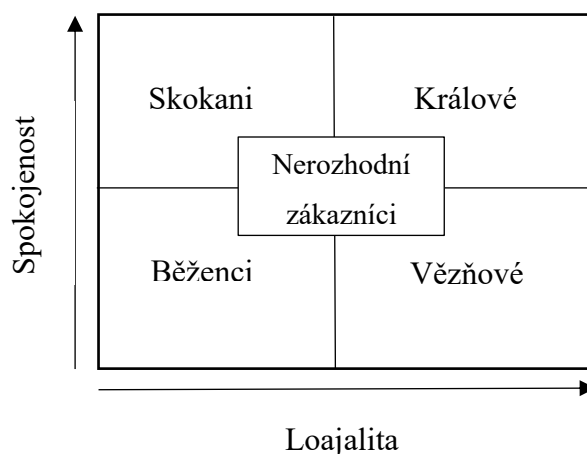 Spokojenost
Skokani
Králové
Nerozhodní
zákazníci
Běženci
Vězňové
Loajalita